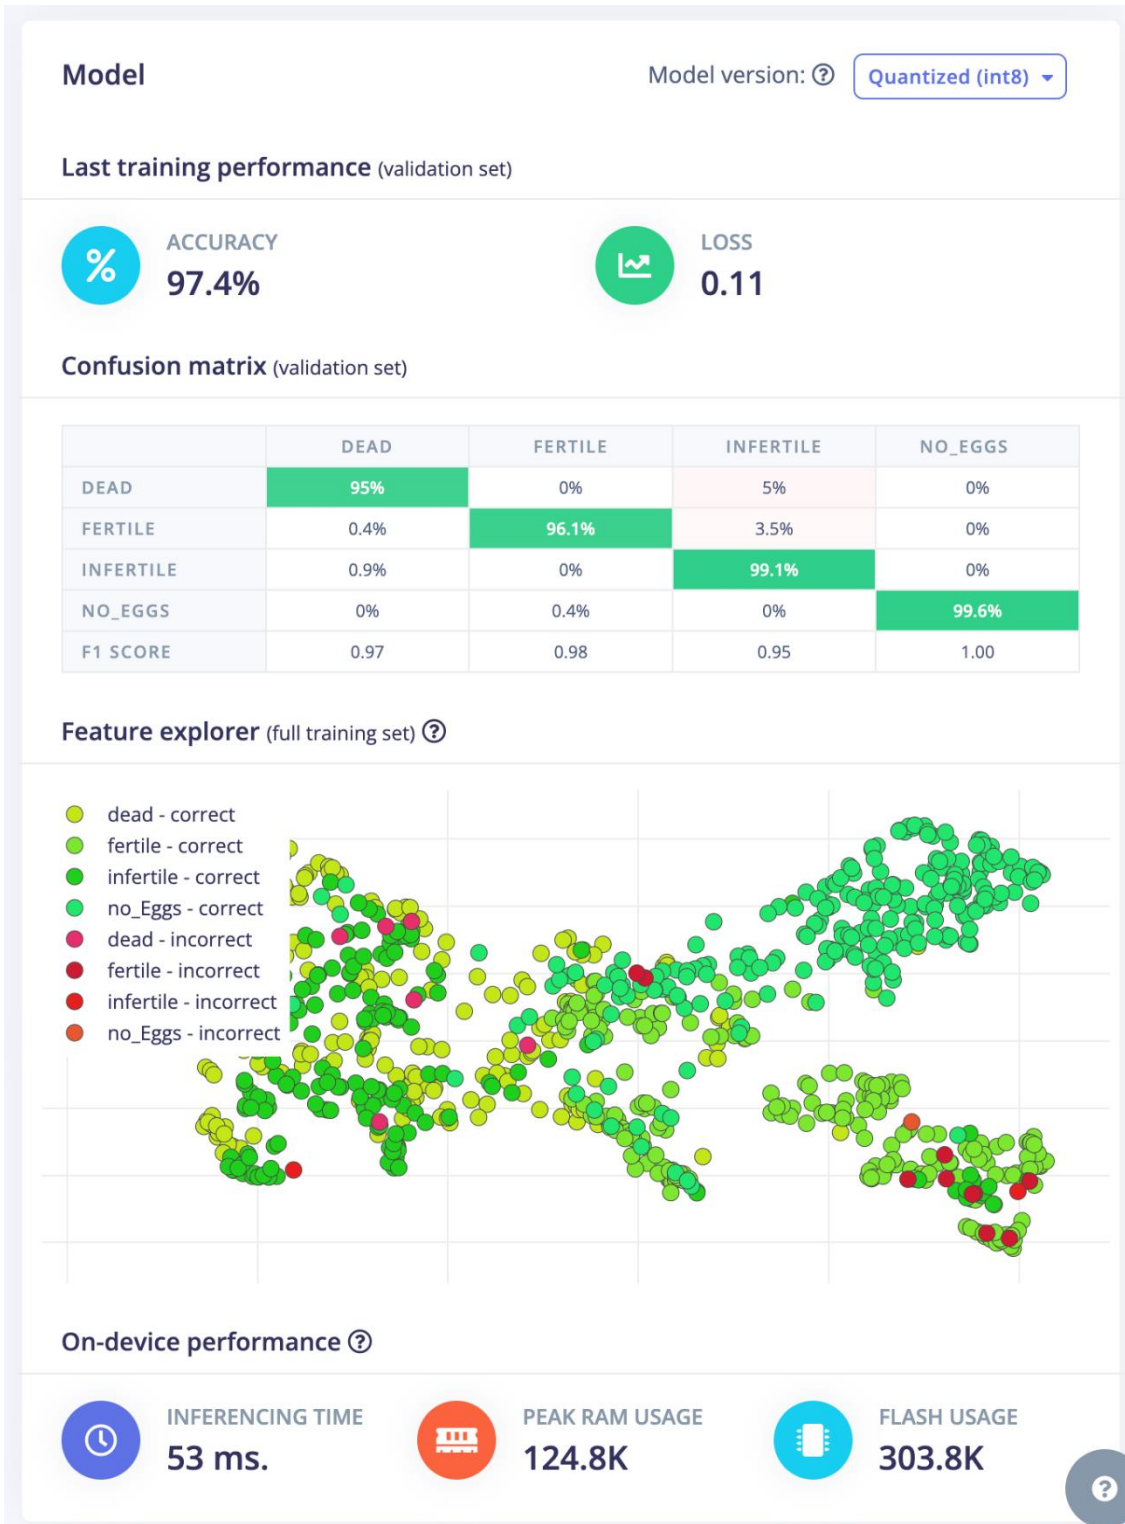 Model
Model version: ? Quantized (int8)
Last training performance (validation set)
ACCURACY
97.4%
LOSS
0.11
Confusion matrix (validation set)
DEAD FERTILE INFERTILE NO_EGGS
DEAD 95% 0% 5% 0%
FERTILE 0.4% 96.1% 3.5% 0%
INFERTILE 0.9% 0% 99.1% 0%
NO_EGGS 0% 0.4% 0% 99.6%
F1 SCORE 0.97 0.98 0.95 1.00
Feature explorer (full training set) ?
dead - correct
fertile - correct
infertile - correct
no_Eggs - correct
dead - incorrect
fertile - incorrect
infertile - incorrect
no_Eggs - incorrect
On-device performance ?
INFERENCING TIME
53 ms.
PEAK RAM USAGE
124.8K
FLASH USAGE
303.8K
?